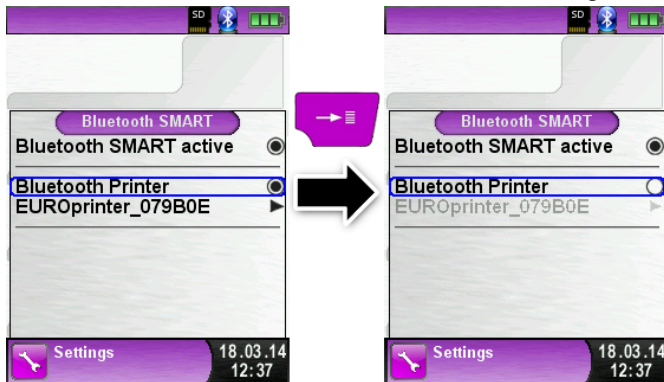 SD
Bluetooth SMART
Bluetooth SMART active
Bluetooth Printer
EUROprinter_079B0E
Settings
18.03.14
12:37
SD
Bluetooth SMART
Bluetooth SMART active
Bluetooth Printer
EUROprinter_079B0E
Settings
18.03.14
12:37